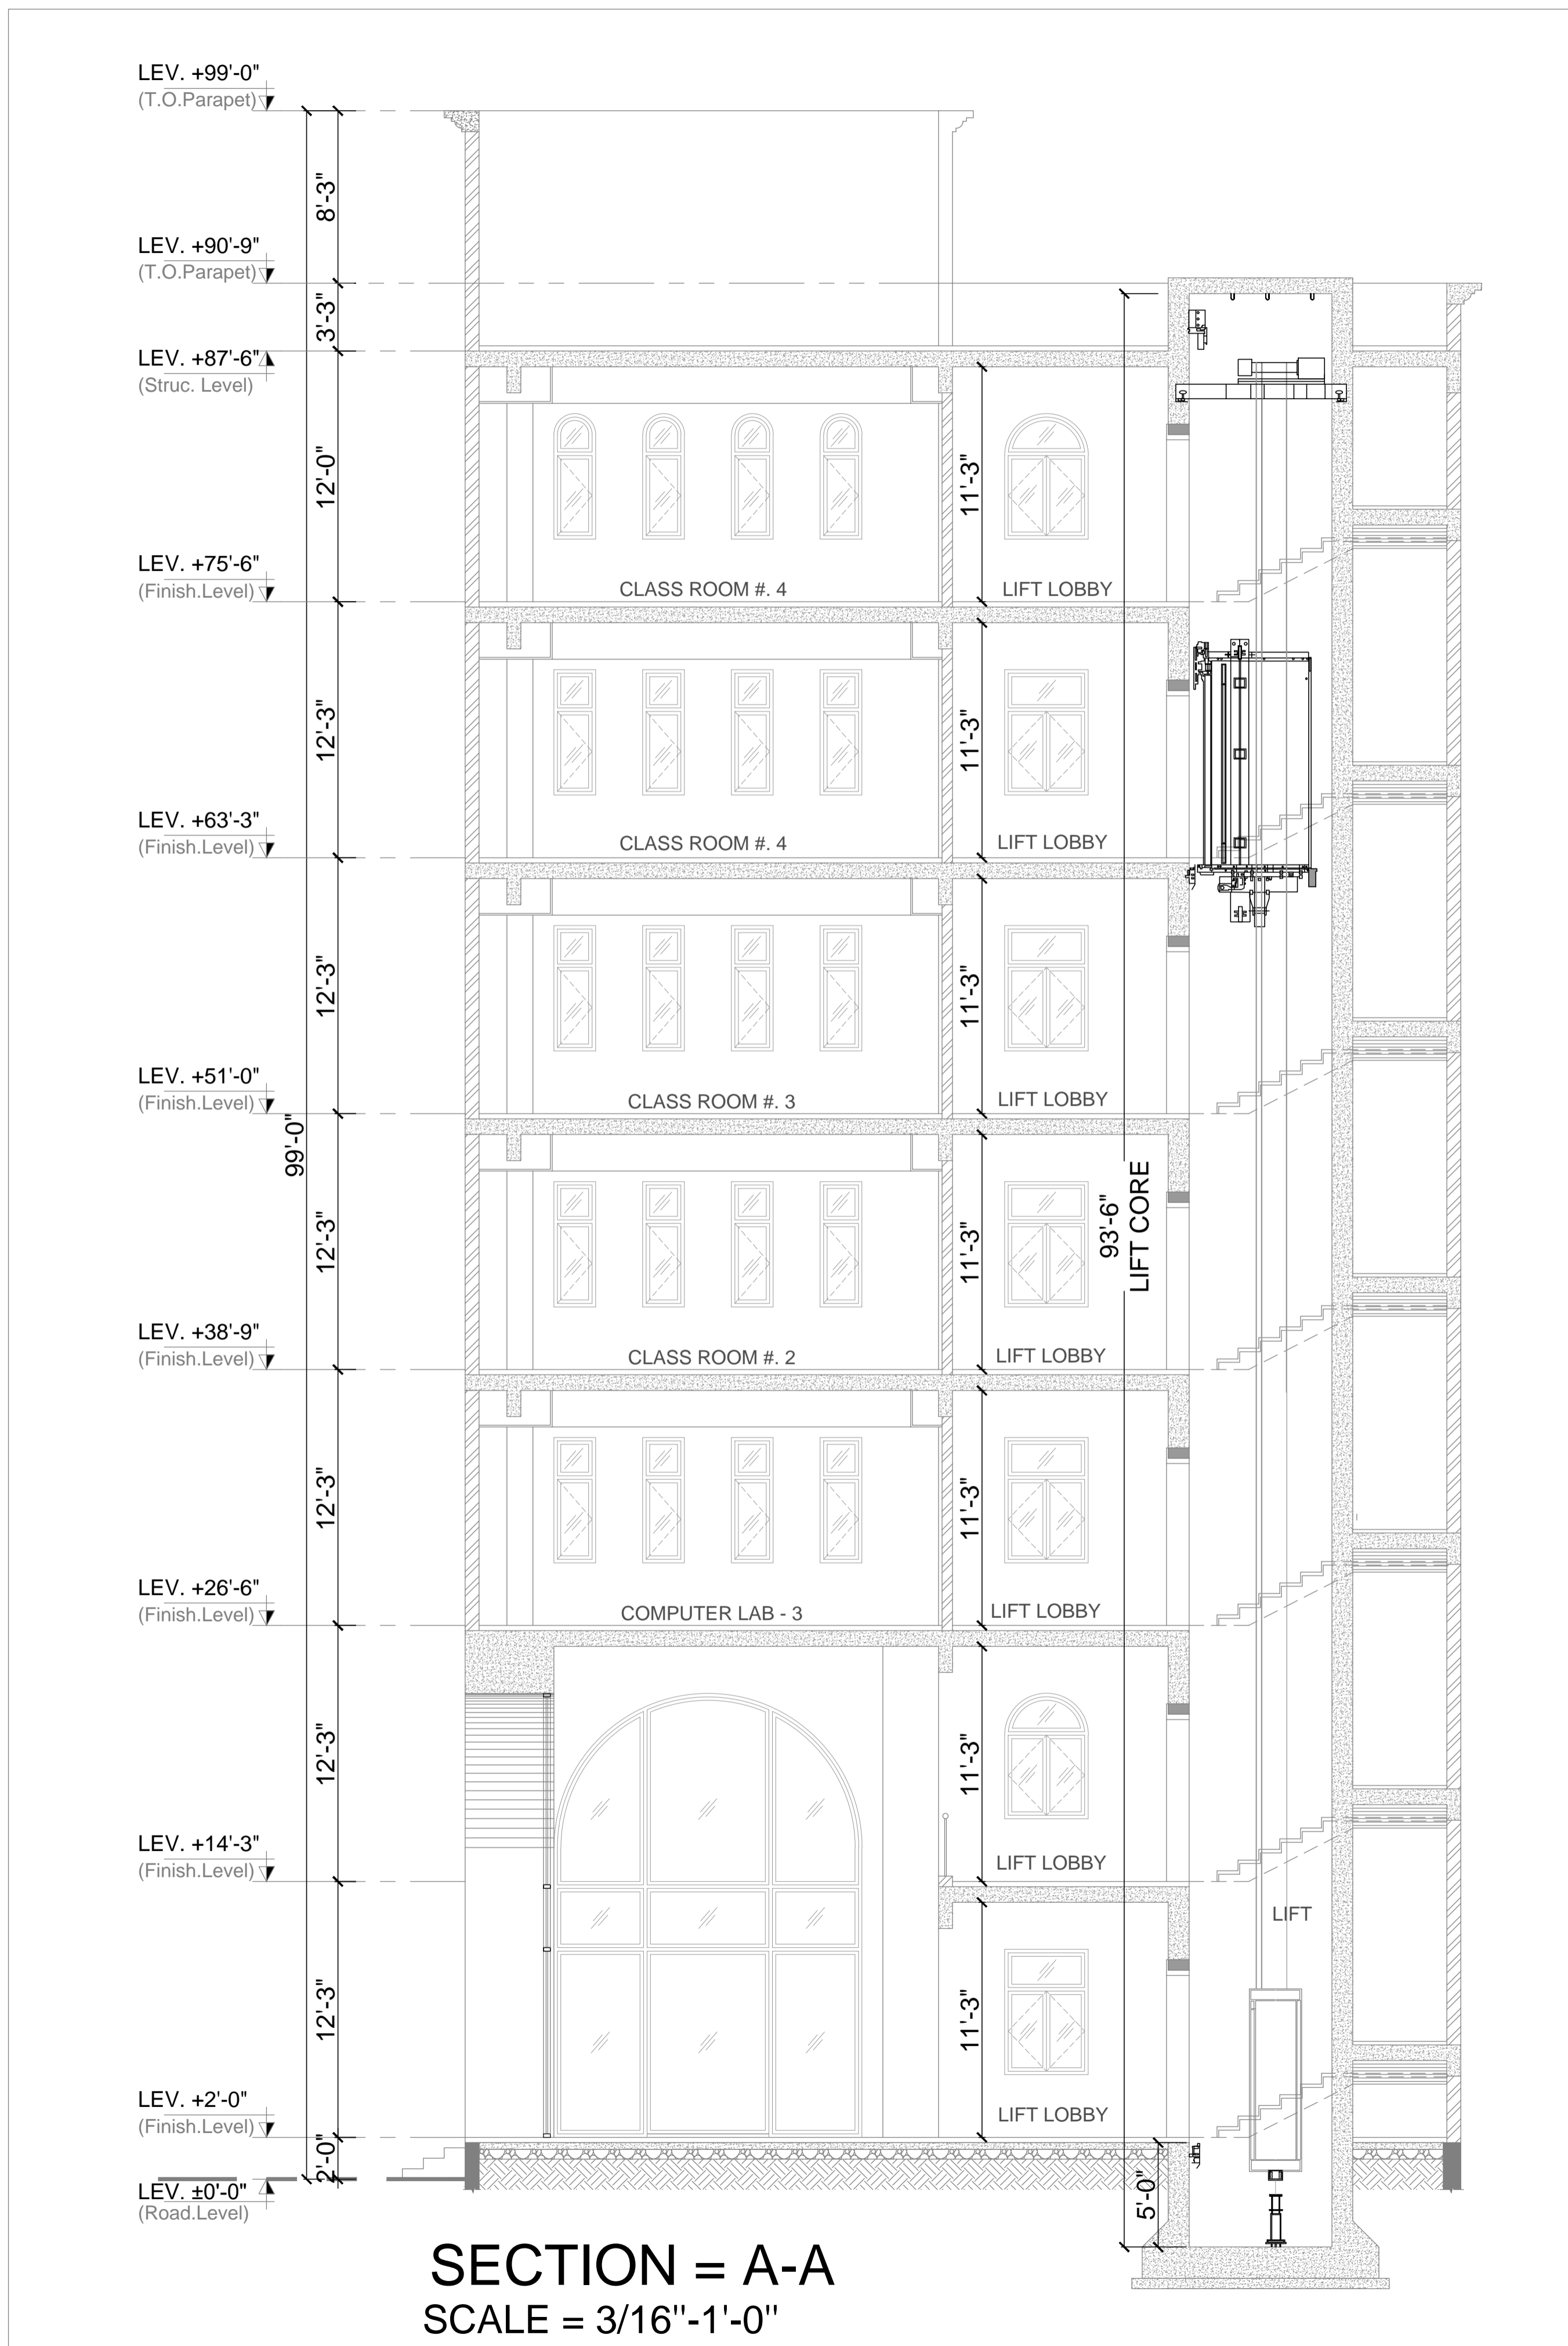 LEV. +99'-0"
(T.O.Parapet)
8'-3"
LEV. +90'-9"
(T.O.Parapet)
3'-3"
LEV. +87'-6"
(Struc. Level)
12'-0"
11'-3"
LEV. +75'-6"
(Finish.Level)
CLASS ROOM #. 4
LIFT LOBBY
12'-3"
11'-3"
LEV. +63'-3"
(Finish.Level)
CLASS ROOM #. 4
LIFT LOBBY
12'-3"
11'-3"
LEV. +51'-0"
(Finish.Level)
CLASS ROOM #. 3
LIFT LOBBY
99'-0"
12'-3"
11'-3"
93'-6"
LIFT CORE
LEV. +38'-9"
(Finish.Level)
CLASS ROOM #. 2
LIFT LOBBY
12'-3"
11'-3"
LEV. +26'-6"
(Finish.Level)
COMPUTER LAB - 3
LIFT LOBBY
12'-3"
11'-3"
LEV. +14'-3"
(Finish.Level)
LIFT LOBBY
LIFT
12'-3"
11'-3"
LEV. +2'-0"
(Finish.Level)
LIFT LOBBY
2'-0"
LEV. ±0'-0"
(Road.Level)
5'-0"
SECTION = A-A
SCALE = 3/16"-1'-0"